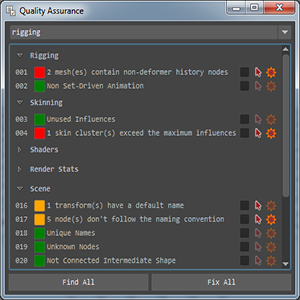 Quality Assurance
rigging
Rigging
001 2 mesh(es) contain non-deformer history nodes
002 Non Set-Driven Animation
Skinning
003 Unused Influences
004 1 skin cluster(s) exceed the maximum influences
Shaders
Render Stats
Scene
016 1 transform(s) have a default name
017 5 node(s) don't follow the naming convention
018 Unique Names
019 Unknown Nodes
020 Not Connected Intermediate Shape
Find All
Fix All